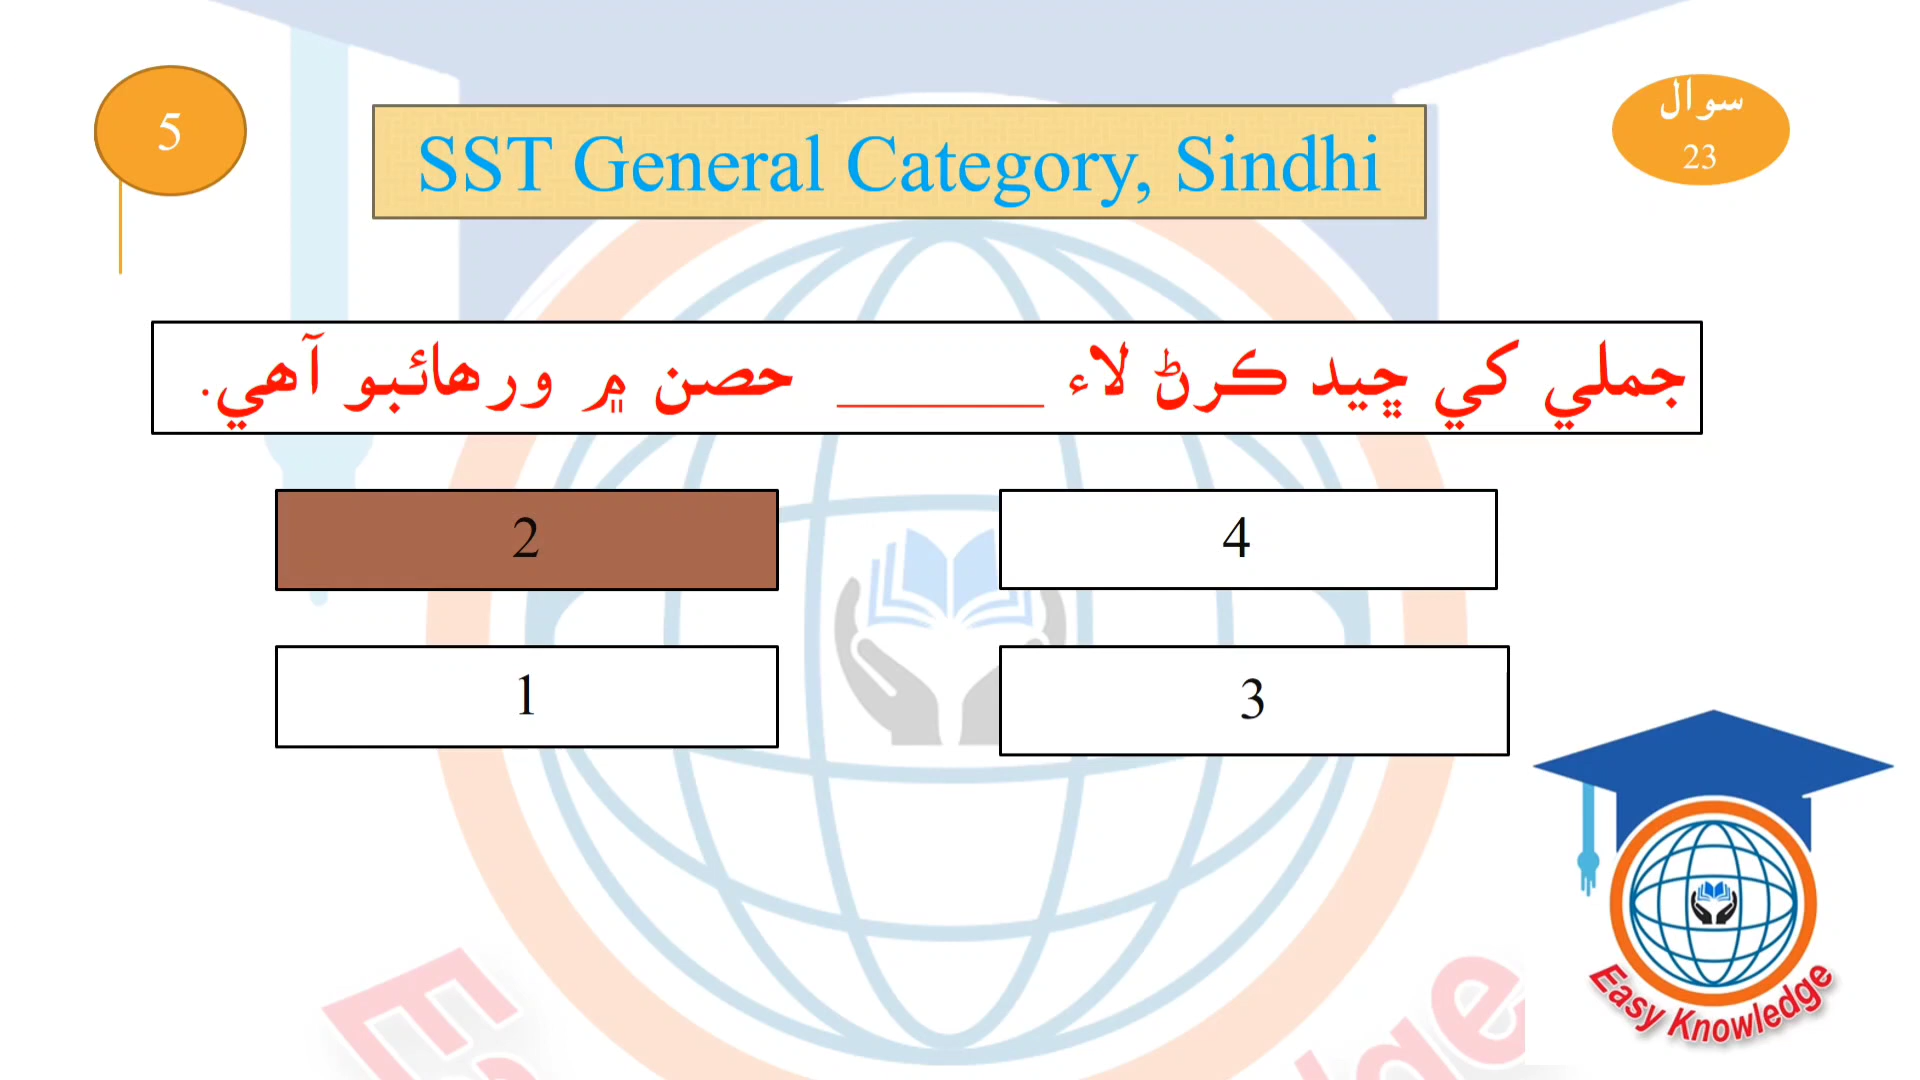 5
SST General Category, Sindhi
سوال
23
جملي کي ڇيد ڪرڻ لاء ______ حصن ۾ ورهائبو آهي.
2
4
1
3
Easy Knowledge